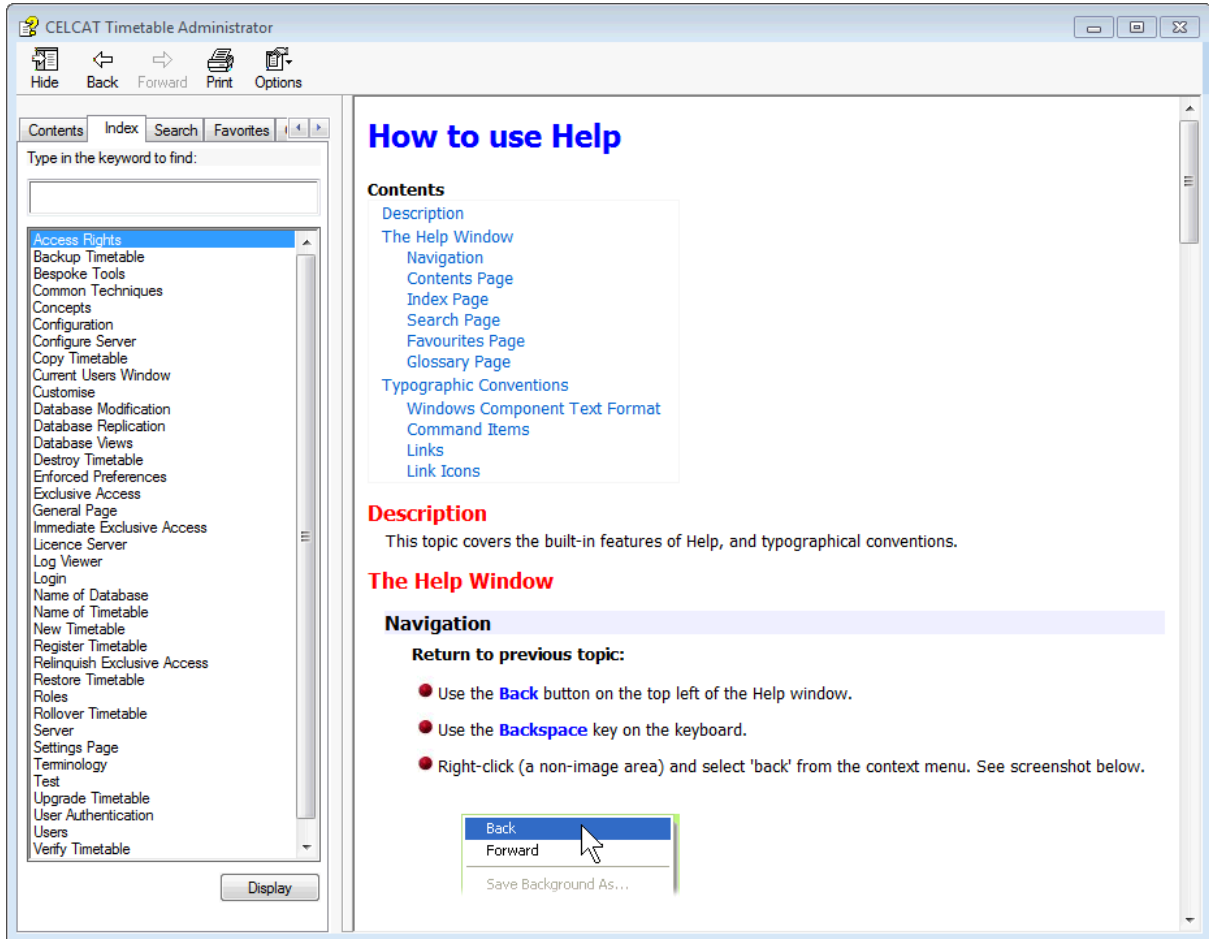 CELCAT Timetable Administrator
Hide Back Forward Print Options
Contents Index Search Favorites
Type in the keyword to find:
Access Rights
Backup Timetable
Bespoke Tools
Common Techniques
Concepts
Configuration
Configure Server
Copy Timetable
Current Users Window
Customise
Database Modification
Database Replication
Database Views
Destroy Timetable
Enforced Preferences
Exclusive Access
General Page
Immediate Exclusive Access
Licence Server
Log Viewer
Login
Name of Database
Name of Timetable
New Timetable
Register Timetable
Relinquish Exclusive Access
Restore Timetable
Roles
Rollover Timetable
Server
Settings Page
Terminology
Test
Upgrade Timetable
User Authentication
Users
Verify Timetable
Display
How to use Help
Contents
Description
The Help Window
Navigation
Contents Page
Index Page
Search Page
Favourites Page
Glossary Page
Typographic Conventions
Windows Component Text Format
Command Items
Links
Link Icons
Description
This topic covers the built-in features of Help, and typographical conventions.
The Help Window
Navigation
Return to previous topic:
Use the Back button on the top left of the Help window.
Use the Backspace key on the keyboard.
Right-click (a non-image area) and select 'back' from the context menu. See screenshot below.
Back
Forward
Save Background As...